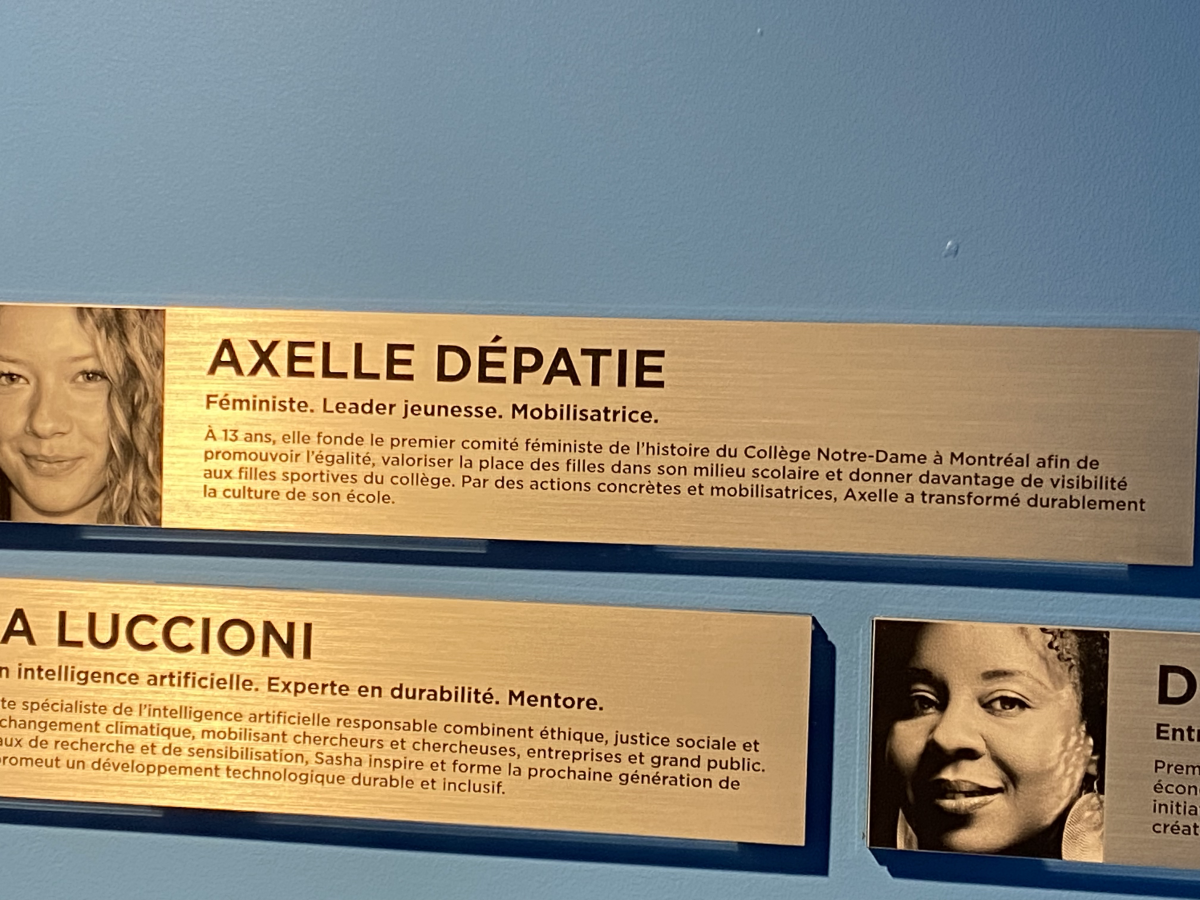 AXELLE DÉPATIE
Féministe. Leader jeunesse. Mobilisatrice.
À 13 ans, elle fonde le premier comité féministe de l'histoire du Collège Notre-Dame à Montréal afin de
promouvoir l'égalité, valoriser la place des filles dans son milieu scolaire et donner davantage de visibilité
aux filles sportives du collège. Par des actions concrètes et mobilisatrices, Axelle a transformé durablement
la culture de son école.
A LUCCIONI
n intelligence artificielle. Experte en durabilité. Mentore.
te spécialiste de l'intelligence artificielle responsable combinent éthique, justice sociale et
changement climatique, mobilisant chercheurs et chercheuses, entreprises et grand public.
aux de recherche et de sensibilisation, Sasha inspire et forme la prochaine génération de
promeut un développement technologique durable et inclusif.
D
Entr
Prem
écon
initia
créat